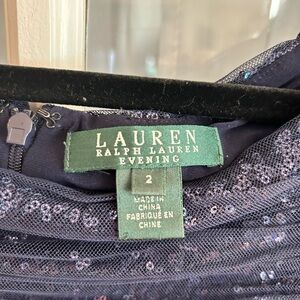 LAUREN
RALPH LAUREN
EVENING
2
MADE IN
CHINA
FABRIQUÉ EN
CHINE